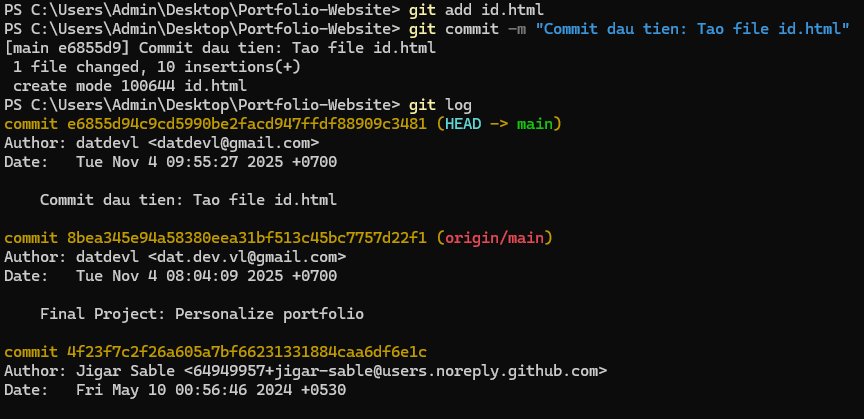 PS C:\Users\Admin\Desktop\Portfolio-Website> git add id.html
PS C:\Users\Admin\Desktop\Portfolio-Website> git commit -m "Commit dau tien: Tao file id.html"
[main e6855d9] Commit dau tien: Tao file id.html
 1 file changed, 10 insertions(+)
 create mode 100644 id.html
PS C:\Users\Admin\Desktop\Portfolio-Website> git log
commit e6855d94c9cd5990be2facd947ffdf88909c3481 (HEAD -> main)
Author: datdevl <datdevl@gmail.com>
Date:   Tue Nov 4 09:55:27 2025 +0700

    Commit dau tien: Tao file id.html

commit 8bea345e94a58380eea31bf513c45bc7757d22f1 (origin/main)
Author: datdevl <dat.dev.vl@gmail.com>
Date:   Tue Nov 4 08:04:09 2025 +0700

    Final Project: Personalize portfolio

commit 4f23f7c2f26a605a7bf66231331884caa6df6e1c
Author: Jigar Sable <64949957+jigar-sable@users.noreply.github.com>
Date:   Fri May 10 00:56:46 2024 +0530